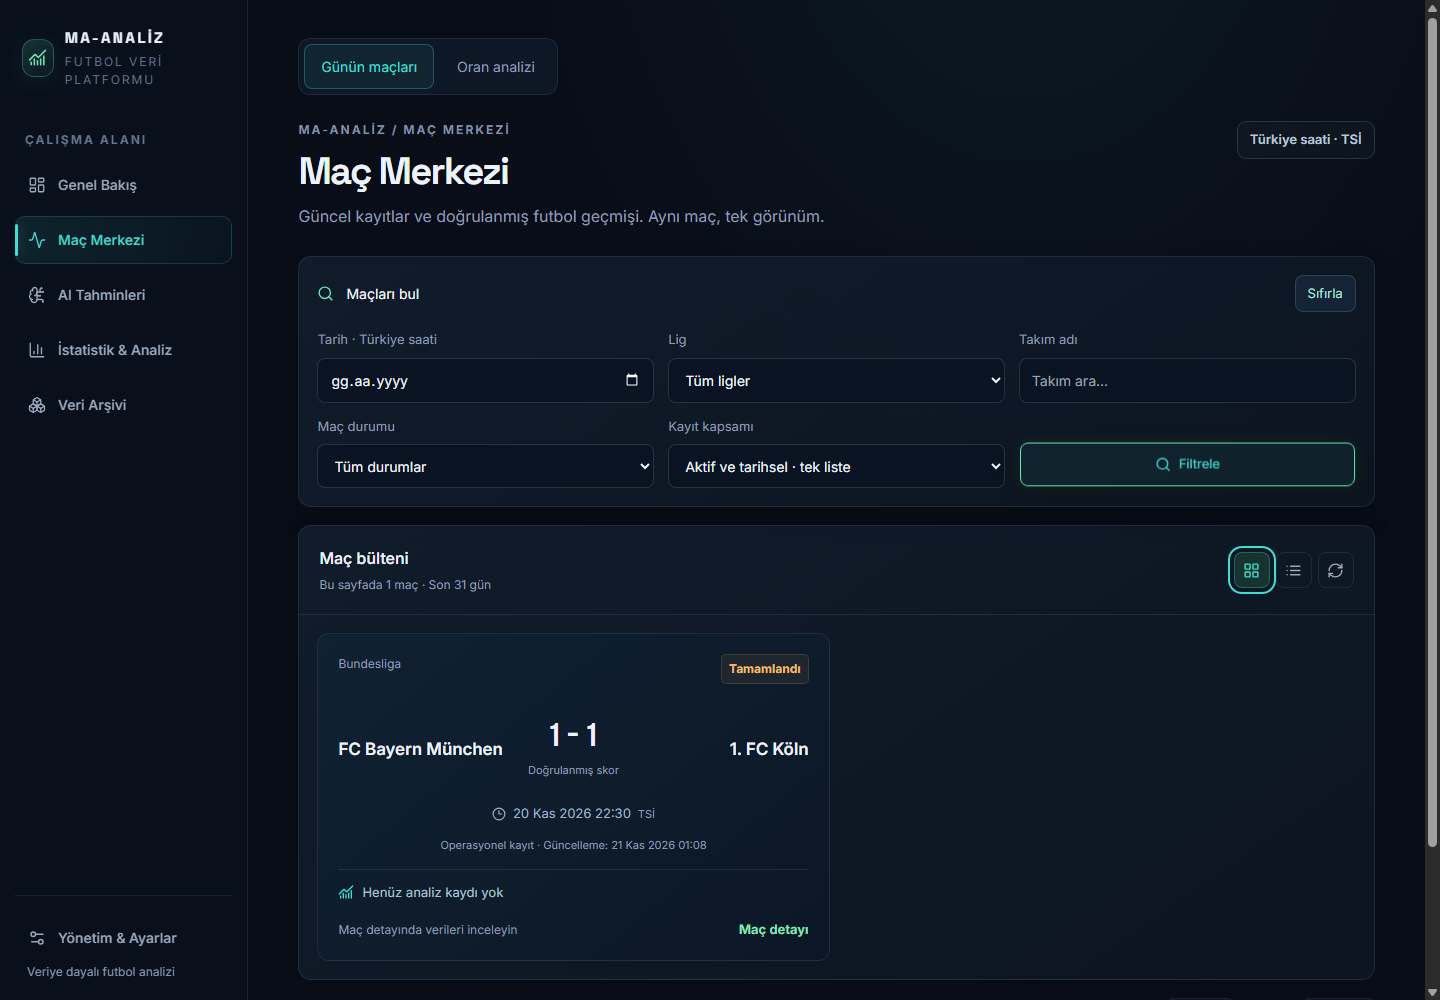 MA-ANALİZ
FUTBOL VERİ
PLATFORMU
ÇALIŞMA ALANI
Genel Bakış
Maç Merkezi
AI Tahminleri
İstatistik & Analiz
Veri Arşivi
Yönetim & Ayarlar
Veriye dayalı futbol analizi
Günün maçları
Oran analizi
MA-ANALİZ / MAÇ MERKEZİ
Maç Merkezi
Güncel kayıtlar ve doğrulanmış futbol geçmişi. Aynı maç, tek görünüm.
Türkiye saati · TSİ
Maçları bul
Sıfırla
Tarih · Türkiye saati
Lig
Takım adı
gg.aa.yyyy
Tüm ligler
Takım ara...
Maç durumu
Kayıt kapsamı
Tüm durumlar
Aktif ve tarihsel · tek liste
Filtrele
Maç bülteni
Bu sayfada 1 maç · Son 31 gün
Bundesliga
Tamamlandı
FC Bayern München
1 - 1
1. FC Köln
Doğrulanmış skor
20 Kas 2026 22:30 TSİ
Operasyonel kayıt · Güncelleme: 21 Kas 2026 01:08
Henüz analiz kaydı yok
Maç detayında verileri inceleyin
Maç detayı